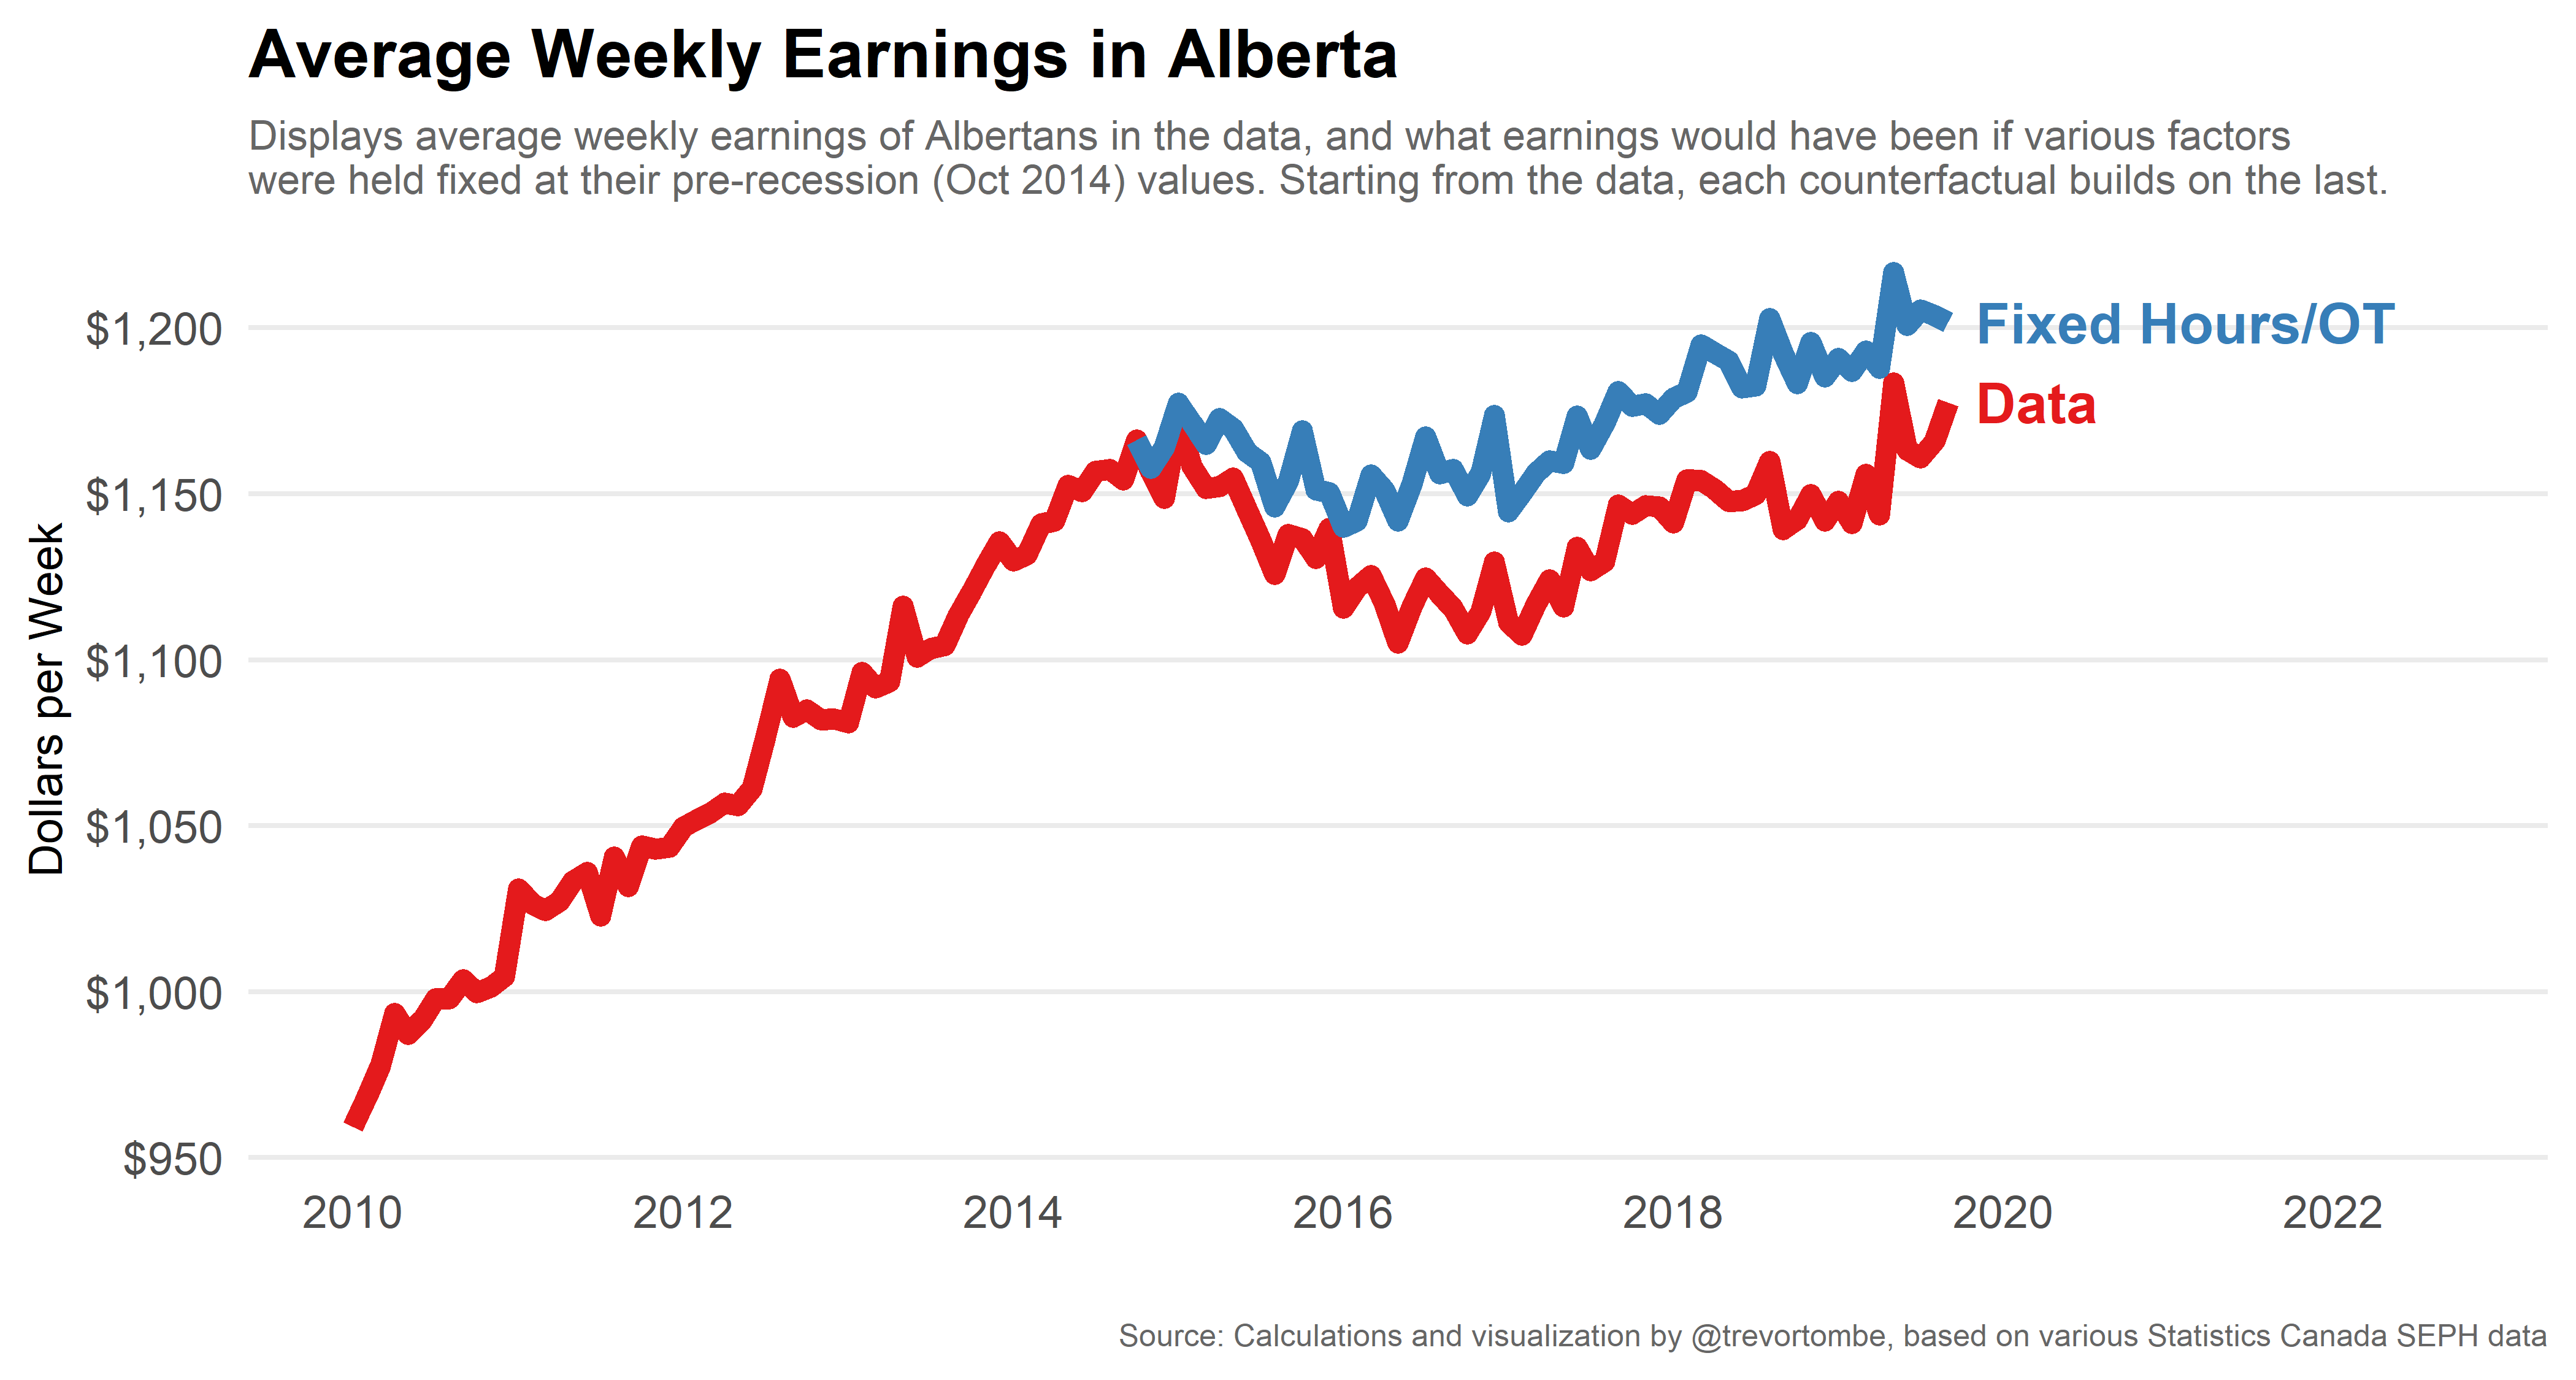 Average Weekly Earnings in Alberta
Displays average weekly earnings of Albertans in the data, and what earnings would have been if various factors
were held fixed at their pre-recession (Oct 2014) values. Starting from the data, each counterfactual builds on the last.
Dollars per Week
$1,200
$1,150
$1,100
$1,050
$1,000
$950
Fixed Hours/OT
Data
2010 2012 2014 2016 2018 2020 2022
Source: Calculations and visualization by @trevortombe, based on various Statistics Canada SEPH data